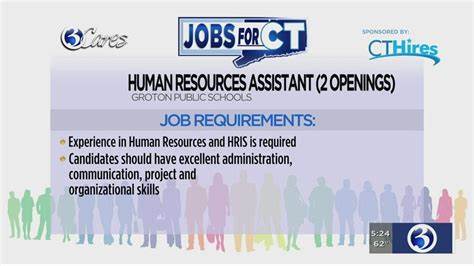 3 Cares
JOBS FOR CT
SPONSORED BY:
CTHires
HUMAN RESOURCES ASSISTANT (2 OPENINGS)
GROTON PUBLIC SCHOOLS
JOB REQUIREMENTS:
• Experience in Human Resources and HRIS is required
• Candidates should have excellent administration,
communication, project and
organizational skills
5:24
62°
3